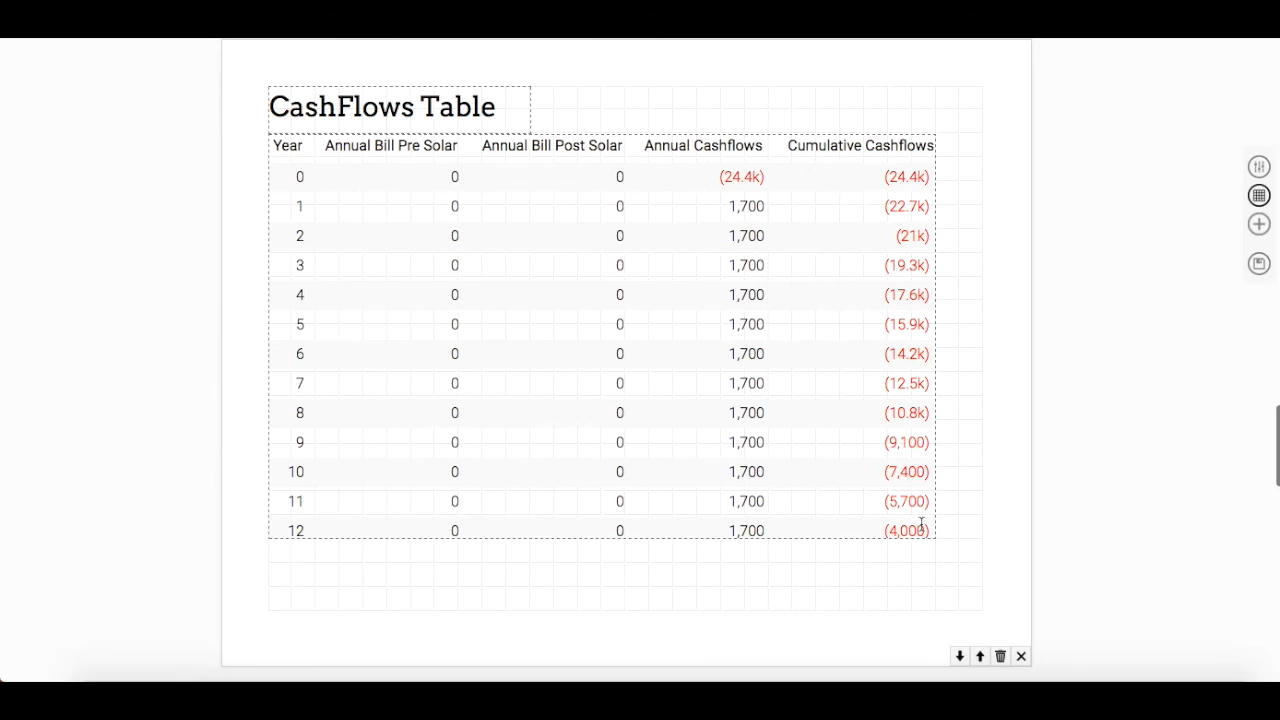 CashFlows Table
Year Annual Bill Pre Solar Annual Bill Post Solar Annual Cashflows Cumulative Cashflows
0 0 0 (24.4k) (24.4k)
1 0 0 1,700 (22.7k)
2 0 0 1,700 (21k)
3 0 0 1,700 (19.3k)
4 0 0 1,700 (17.6k)
5 0 0 1,700 (15.9k)
6 0 0 1,700 (14.2k)
7 0 0 1,700 (12.5k)
8 0 0 1,700 (10.8k)
9 0 0 1,700 (9,100)
10 0 0 1,700 (7,400)
11 0 0 1,700 (5,700)
12 0 0 1,700 (4,000)